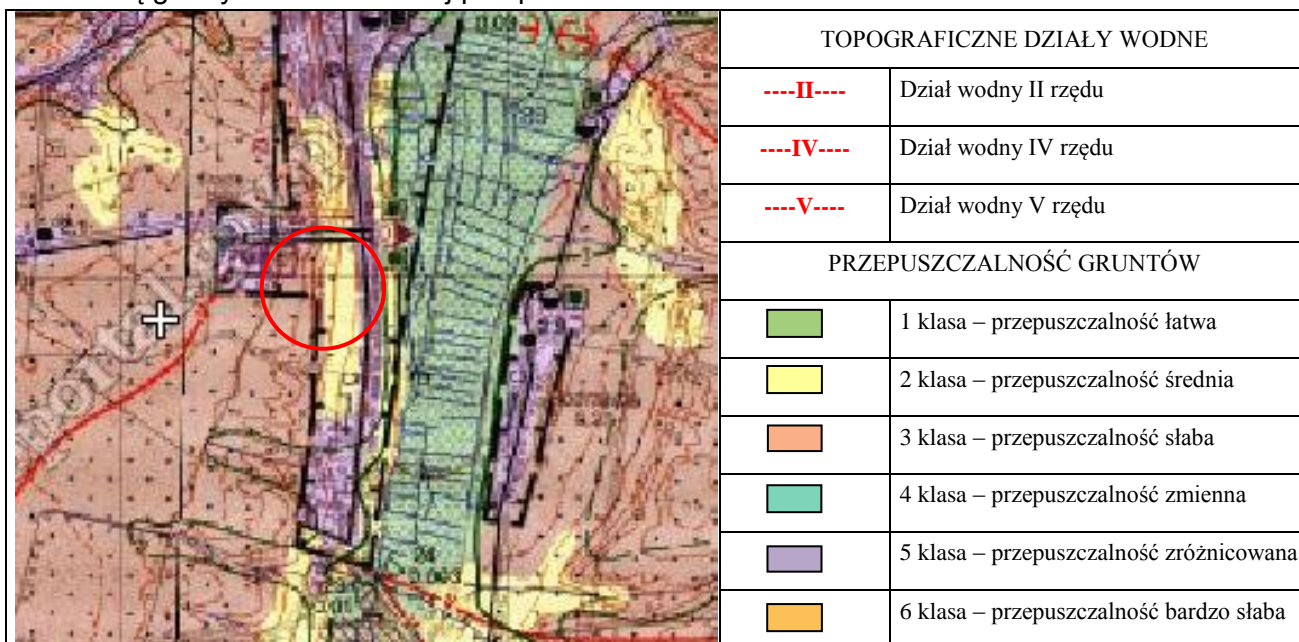 TOPOGRAFICZNE DZIAŁY WODNE
----II---- Dział wodny II rzędu
----IV---- Dział wodny IV rzędu
----V---- Dział wodny V rzędu
PRZEPUSZCZALNOŚĆ GRUNTÓW
1 klasa – przepuszczalność łatwa
2 klasa – przepuszczalność średnia
3 klasa – przepuszczalność słaba
4 klasa – przepuszczalność zmienna
5 klasa – przepuszczalność zróżnicowana
6 klasa – przepuszczalność bardzo słaba